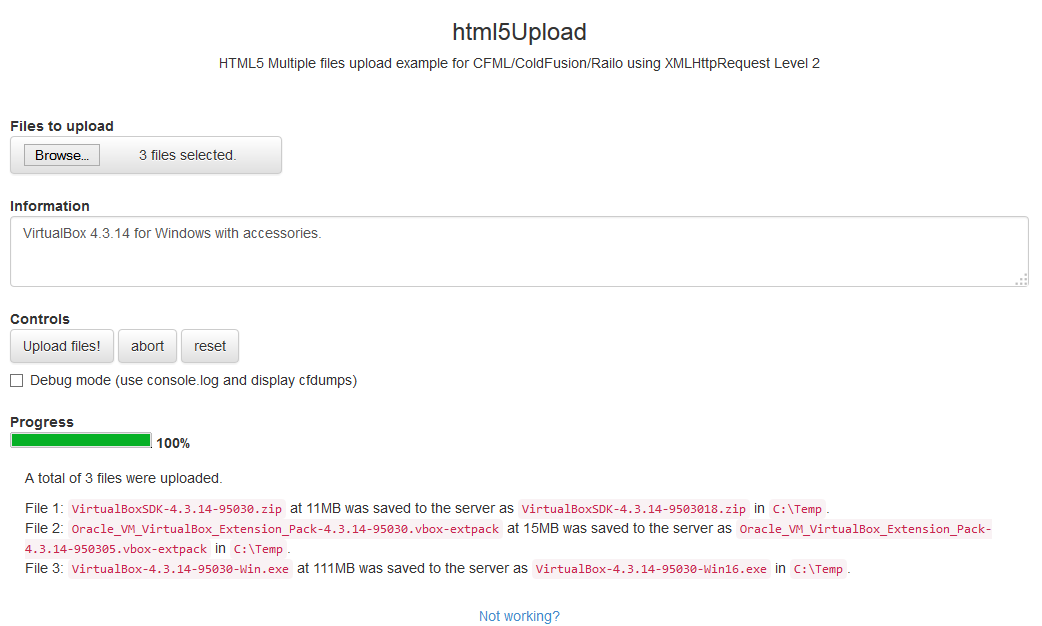 html5Upload
HTML5 Multiple files upload example for CFML/ColdFusion/Railo using XMLHttpRequest Level 2
Files to upload
Browse... 3 files selected.
Information
VirtualBox 4.3.14 for Windows with accessories.
Controls
Upload files! abort reset
Debug mode (use console.log and display cfdumps)
Progress
100%
A total of 3 files were uploaded.
File 1: VirtualBoxSDK-4.3.14-95030.zip at 11MB was saved to the server as VirtualBoxSDK-4.3.14-9503018.zip in C:\Temp.
File 2: Oracle_VM_VirtualBox_Extension_Pack-4.3.14-95030.vbox-extpack at 15MB was saved to the server as Oracle_VM_VirtualBox_Extension_Pack-
4.3.14-950305.vbox-extpack in C:\Temp.
File 3: VirtualBox-4.3.14-95030-Win.exe at 111MB was saved to the server as VirtualBox-4.3.14-95030-Win16.exe in C:\Temp.
Not working?